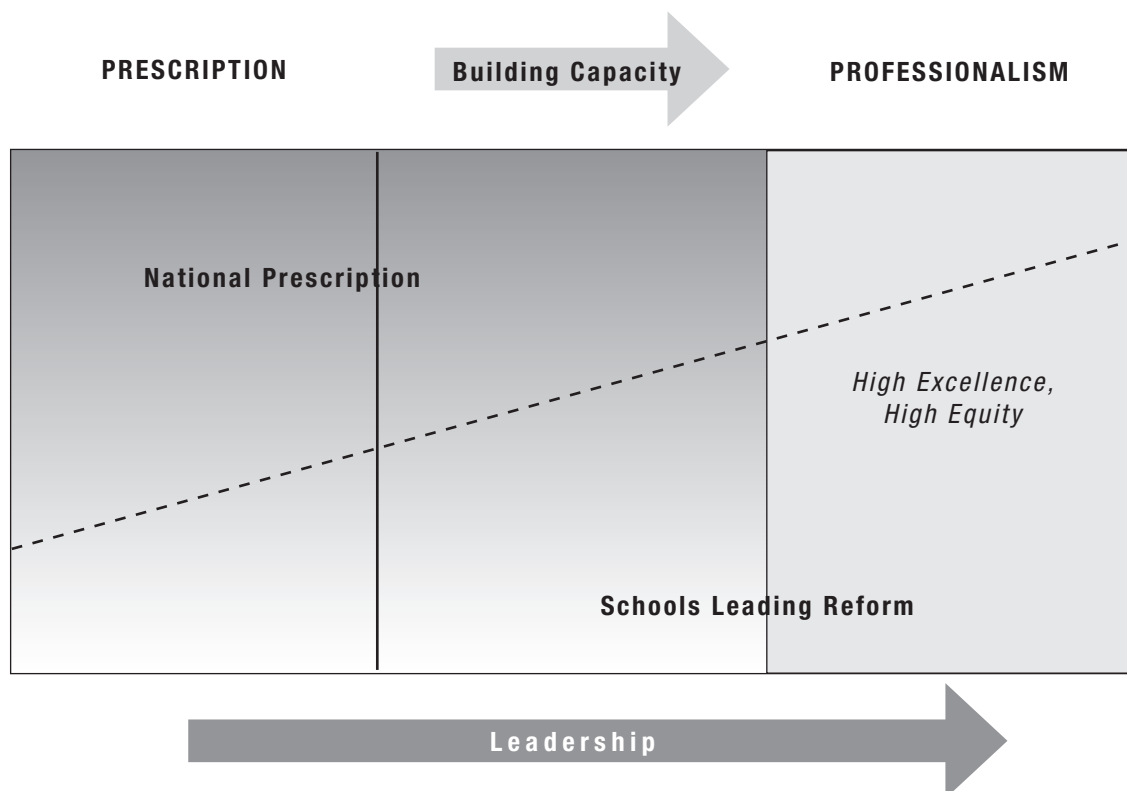 PRESCRIPTION
Building Capacity
PROFESSIONALISM
National Prescription
High Excellence,
High Equity
Schools Leading Reform
Leadership